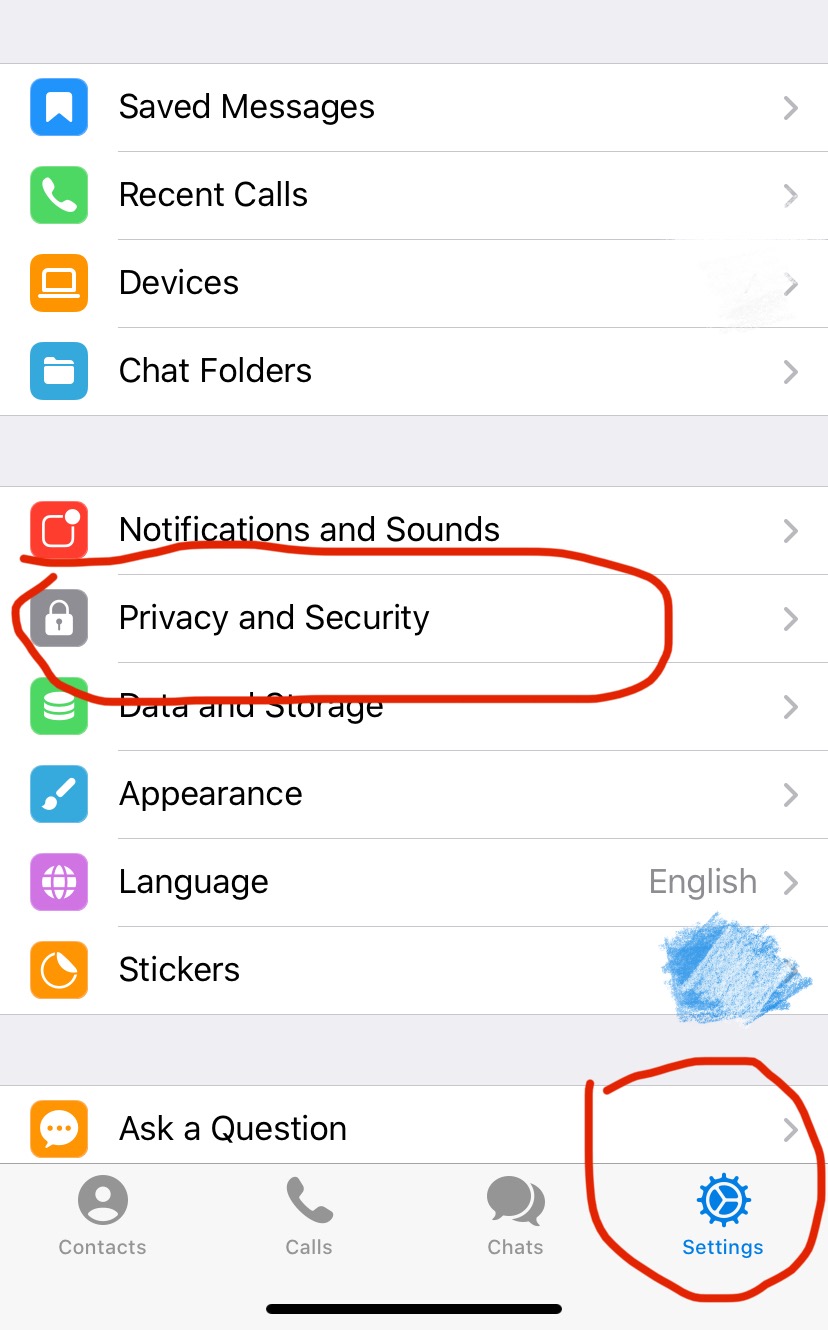 Saved Messages
Recent Calls
Devices
Chat Folders
Notifications and Sounds
Privacy and Security
Data and Storage
Appearance
Language English
Stickers
Ask a Question
Contacts Calls Chats Settings